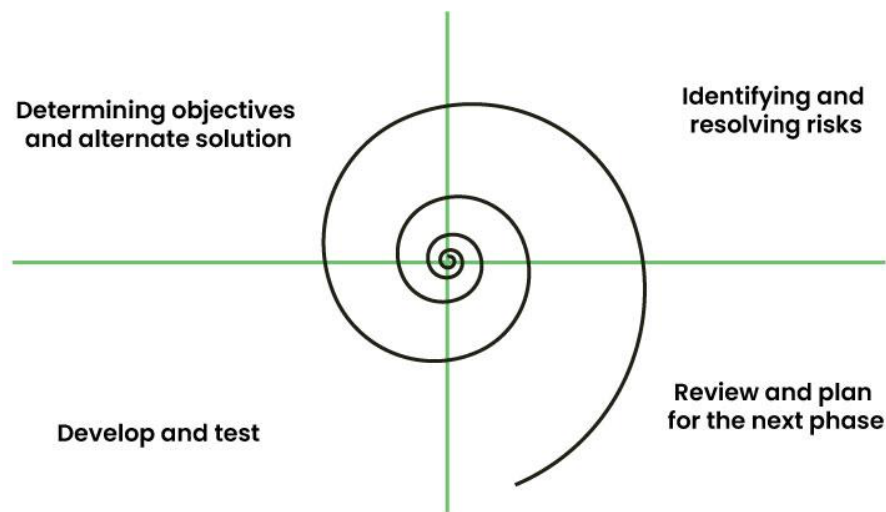 Determining objectives
and alternate solution
Identifying and
resolving risks
Develop and test
Review and plan
for the next phase